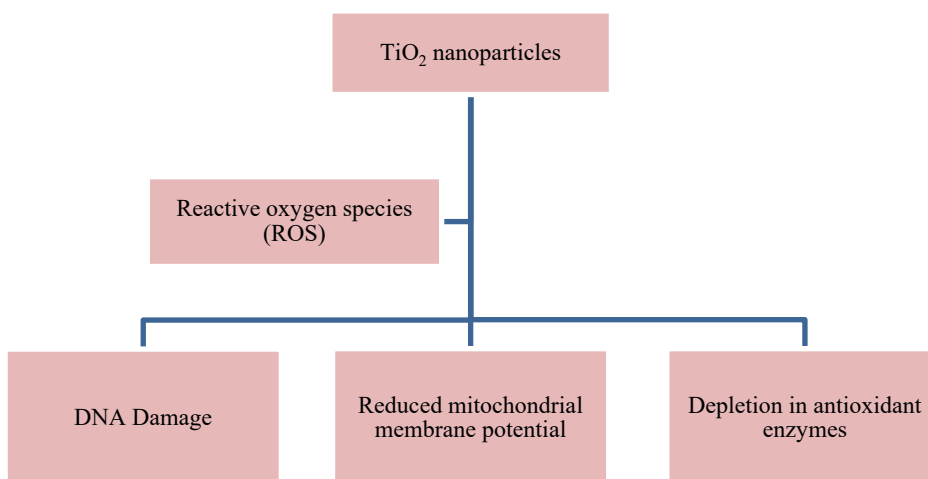 TiO₂ nanoparticles
Reactive oxygen species
(ROS)
DNA Damage
Reduced mitochondrial
membrane potential
Depletion in antioxidant
enzymes